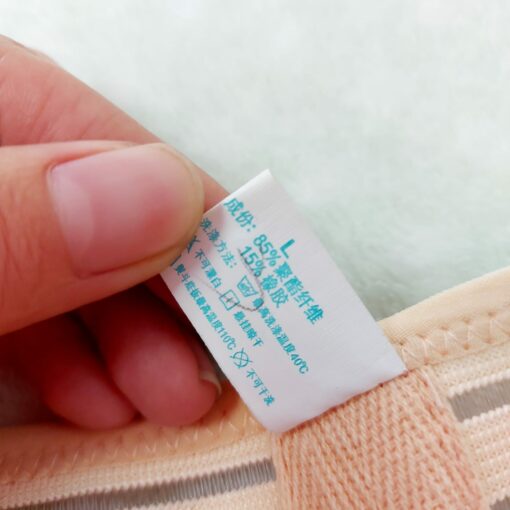 L
成份: 85%聚酯纤维
15%橡胶
洗涤方法: 最高洗涤温度40℃
不可漂白 悬挂晾干
熨斗底板最高温度110℃ 不可干洗